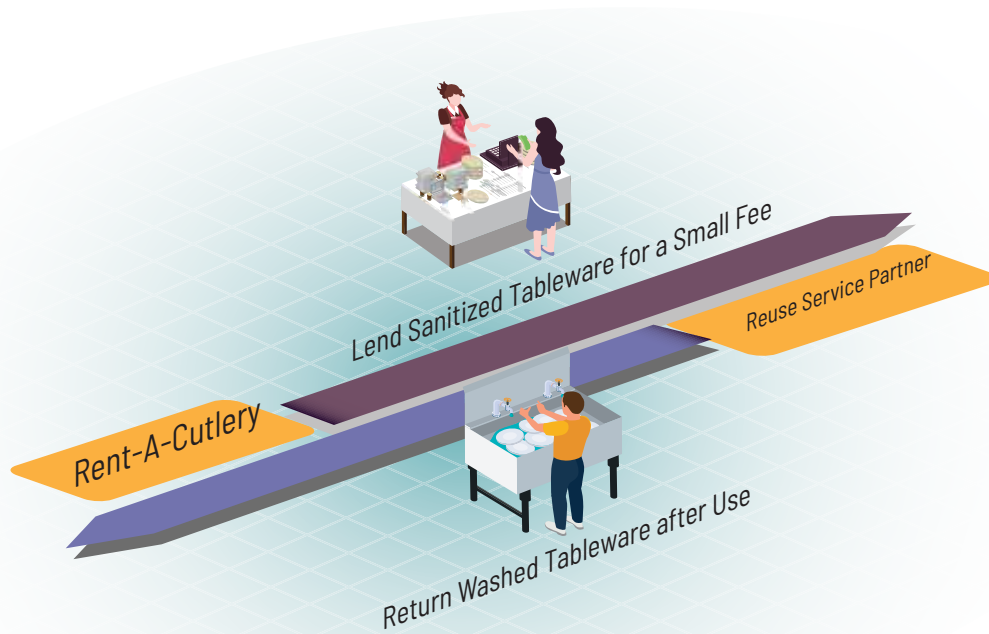 Lend Sanitized Tableware for a Small Fee
Reuse Service Partner
Rent-A-Cutlery
Return Washed Tableware after Use